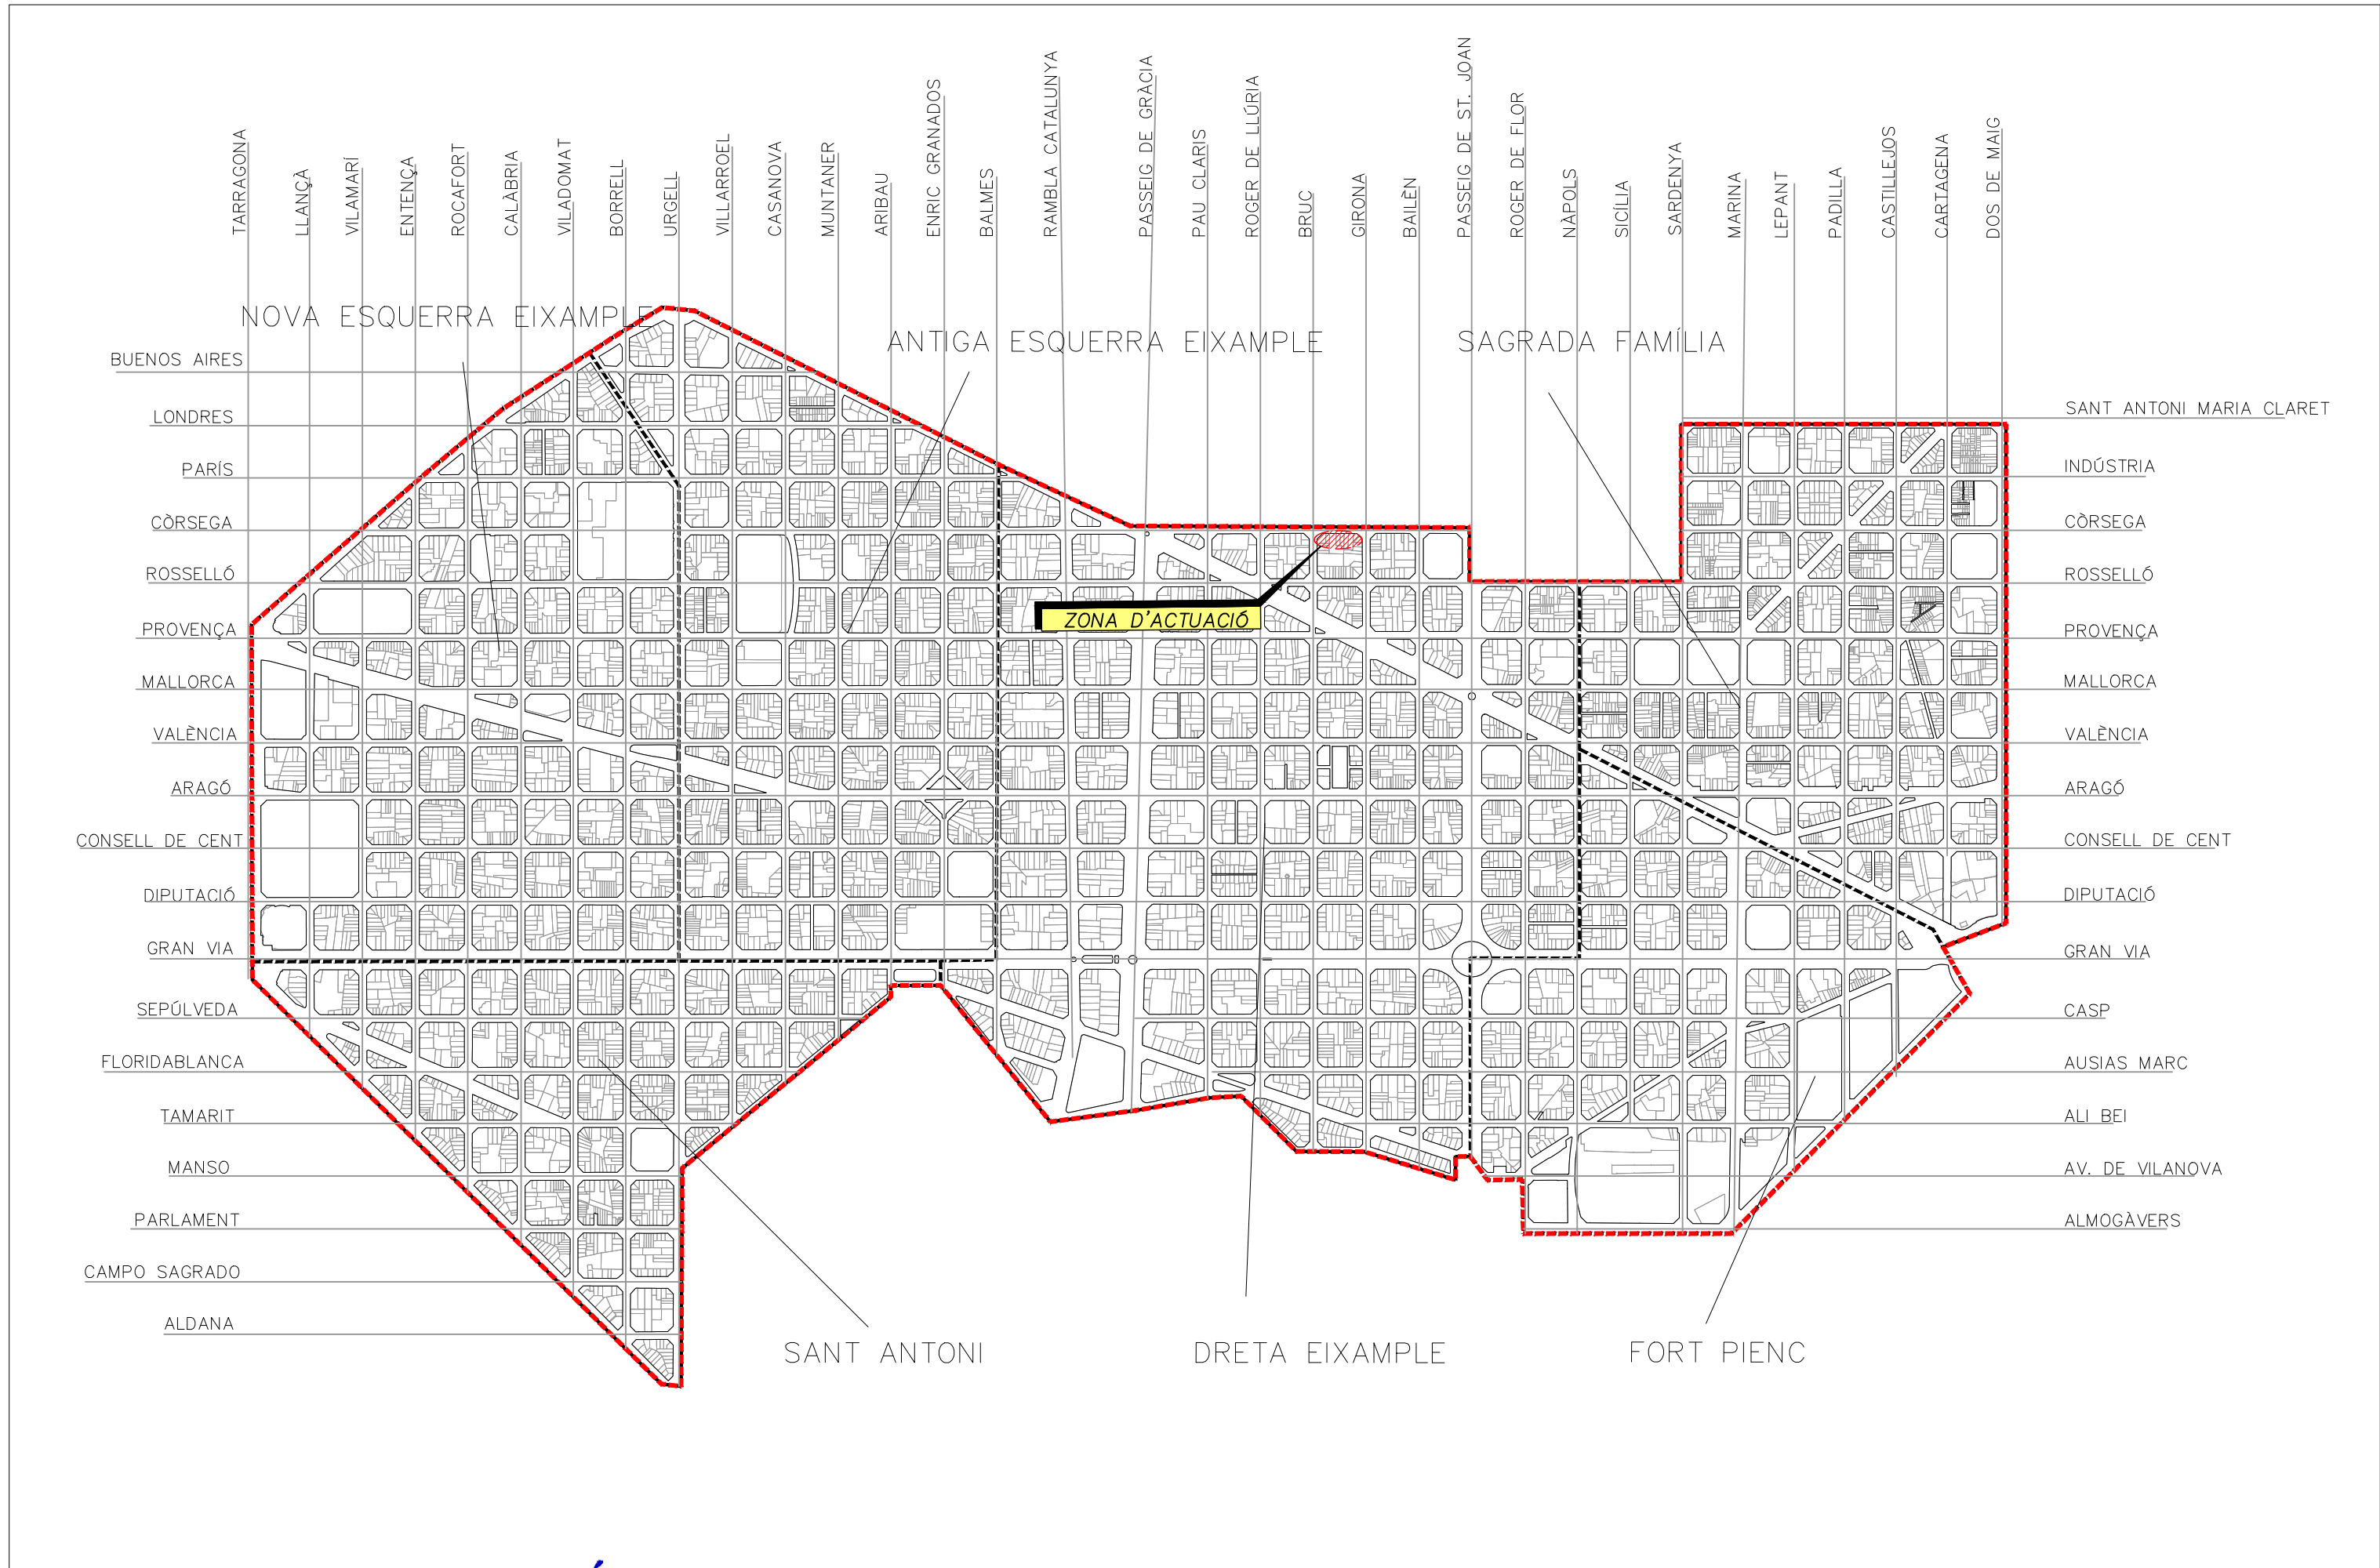 TARRAGONA
LLANÇÀ
VILAMARÍ
ENTENÇA
ROCAFORT
CALÀBRIA
VILADOMAT
BORRELL
URGELL
VILLARROEL
CASANOVA
MUNTANER
ARIBAU
ENRIC GRANADOS
BALMES
RAMBLA CATALUNYA
PASSEIG DE GRÀCIA
PAU CLARIS
ROGER DE LLÚRIA
BRUC
GIRONA
BAILÈN
PASSEIG DE ST. JOAN
ROGER DE FLOR
NÀPOLS
SICÍLIA
SARDENYA
MARINA
LEPANT
PADILLA
CASTILLEJOS
CARTAGENA
DOS DE MAIG
NOVA ESQUERRA EIXAMPLE
ANTIGA ESQUERRA EIXAMPLE
SAGRADA FAMÍLIA
BUENOS AIRES
LONDRES
PARÍS
CÒRSEGA
ROSSELLÓ
PROVENÇA
MALLORCA
VALÈNCIA
ARAGÓ
CONSELL DE CENT
DIPUTACIÓ
GRAN VIA
SEPÚLVEDA
FLORIDABLANCA
TAMARIT
MANSO
PARLAMENT
CAMPO SAGRADO
ALDANA
ZONA D'ACTUACIÓ
SANT ANTONI MARIA CLARET
INDÚSTRIA
CÒRSEGA
ROSSELLÓ
PROVENÇA
MALLORCA
VALÈNCIA
ARAGÓ
CONSELL DE CENT
DIPUTACIÓ
GRAN VIA
CASP
AUSIAS MARC
ALI BEI
AV. DE VILANOVA
ALMOGÀVERS
SANT ANTONI
DRETA EIXAMPLE
FORT PIENC